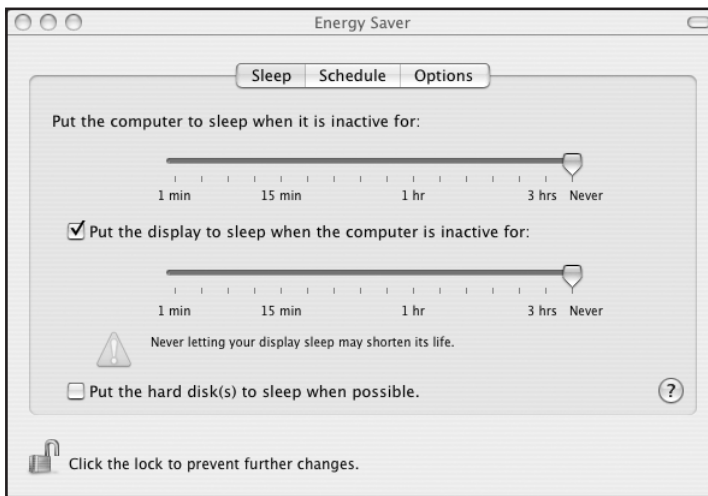 Energy Saver
Sleep Schedule Options
Put the computer to sleep when it is inactive for:
1 min 15 min 1 hr 3 hrs Never
Put the display to sleep when the computer is inactive for:
1 min 15 min 1 hr 3 hrs Never
Never letting your display sleep may shorten its life.
Put the hard disk(s) to sleep when possible.
?
Click the lock to prevent further changes.